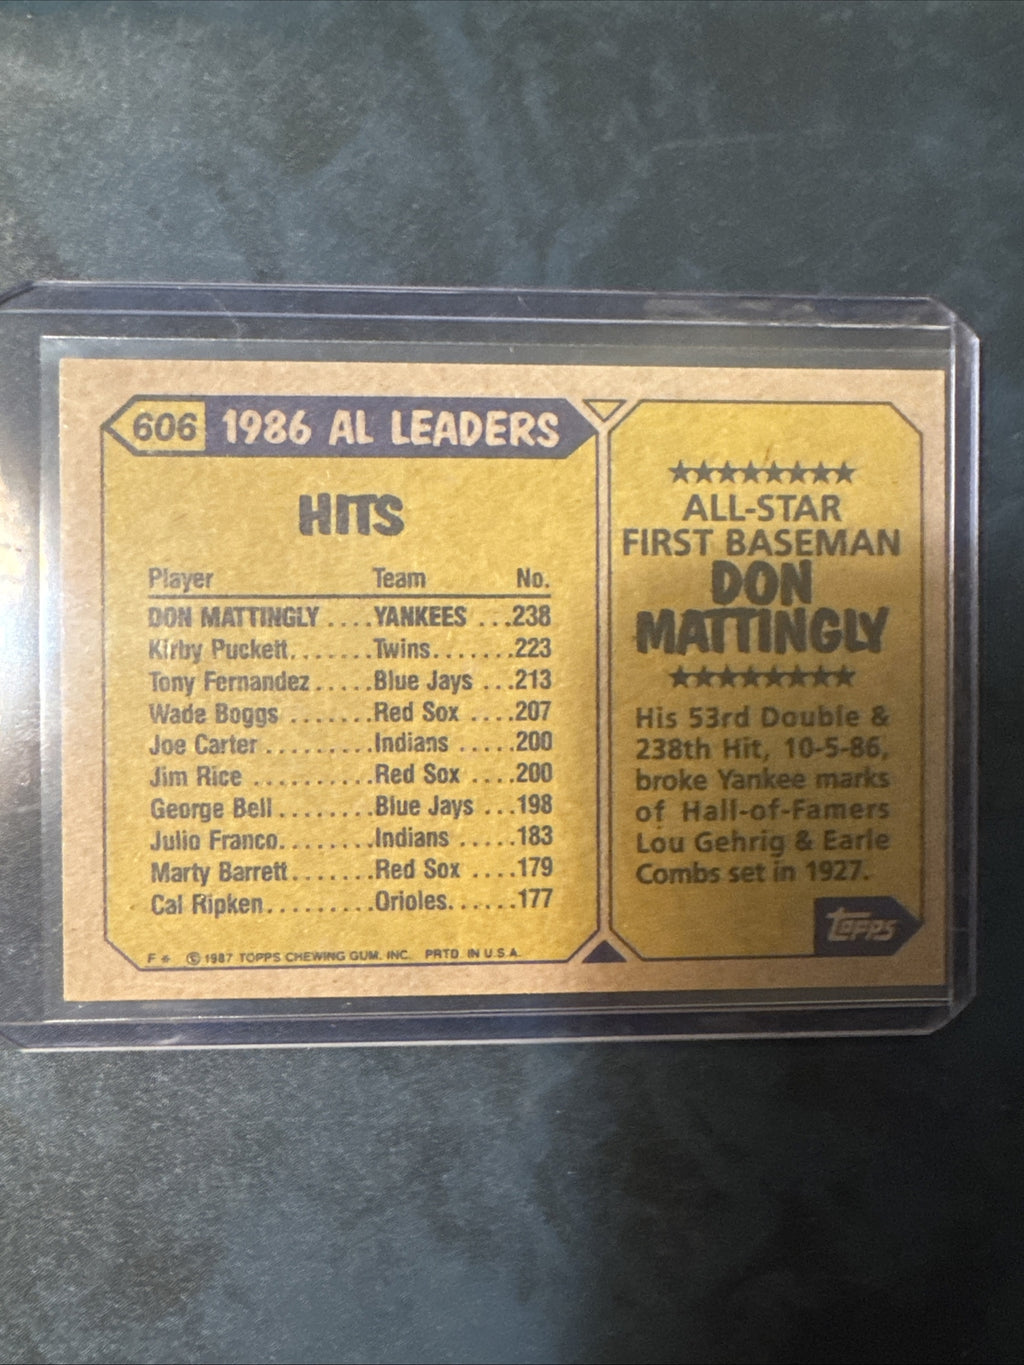 606 1986 AL LEADERS
HITS
Player Team No.
DON MATTINGLY ....YANKEES ...238
Kirby Puckett.......Twins.......223
Tony Fernandez.....Blue Jays ...213
Wade Boggs .......Red Sox ....207
Joe Carter .........Indians .....200
Jim Rice ..........Red Sox ....200
George Bell........Blue Jays ...198
Julio Franco........Indians .....183
Marty Barrett.......Red Sox ....179
Cal Ripken.........Orioles......177
F * © 1987 TOPPS CHEWING GUM, INC. PRTD. IN U.S.A.
ALL-STAR
FIRST BASEMAN
DON
MATTINGLY
His 53rd Double &
238th Hit, 10-5-86,
broke Yankee marks
of Hall-of-Famers
Lou Gehrig & Earle
Combs set in 1927.
TOPPS